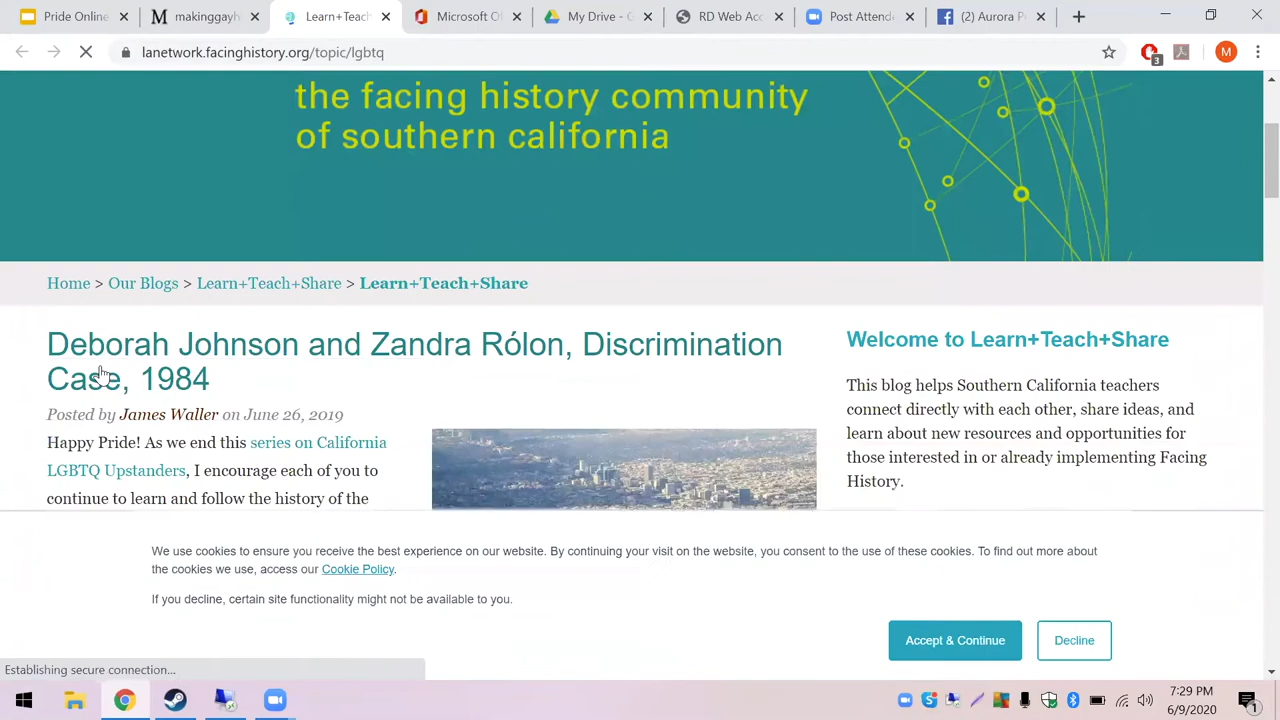 Pride Online
makinggayh
Learn+Teach
Microsoft O
My Drive - G
RD Web Acc
Post Attend
(2) Aurora P
lanetwork.facinghistory.org/topic/lgbtq
3
M
the facing history community
of southern california
Home > Our Blogs > Learn+Teach+Share > Learn+Teach+Share
Deborah Johnson and Zandra Rólon, Discrimination
Case, 1984
Posted by James Waller on June 26, 2019
Happy Pride! As we end this series on California
LGBTQ Upstanders, I encourage each of you to
continue to learn and follow the history of the
Welcome to Learn+Teach+Share
This blog helps Southern California teachers
connect directly with each other, share ideas, and
learn about new resources and opportunities for
those interested in or already implementing Facing
History.
We use cookies to ensure you receive the best experience on our website. By continuing your visit on the website, you consent to the use of these cookies. To find out more about
the cookies we use, access our Cookie Policy.
If you decline, certain site functionality might not be available to you.
Accept & Continue
Decline
Establishing secure connection...
7:29 PM
6/9/2020
1